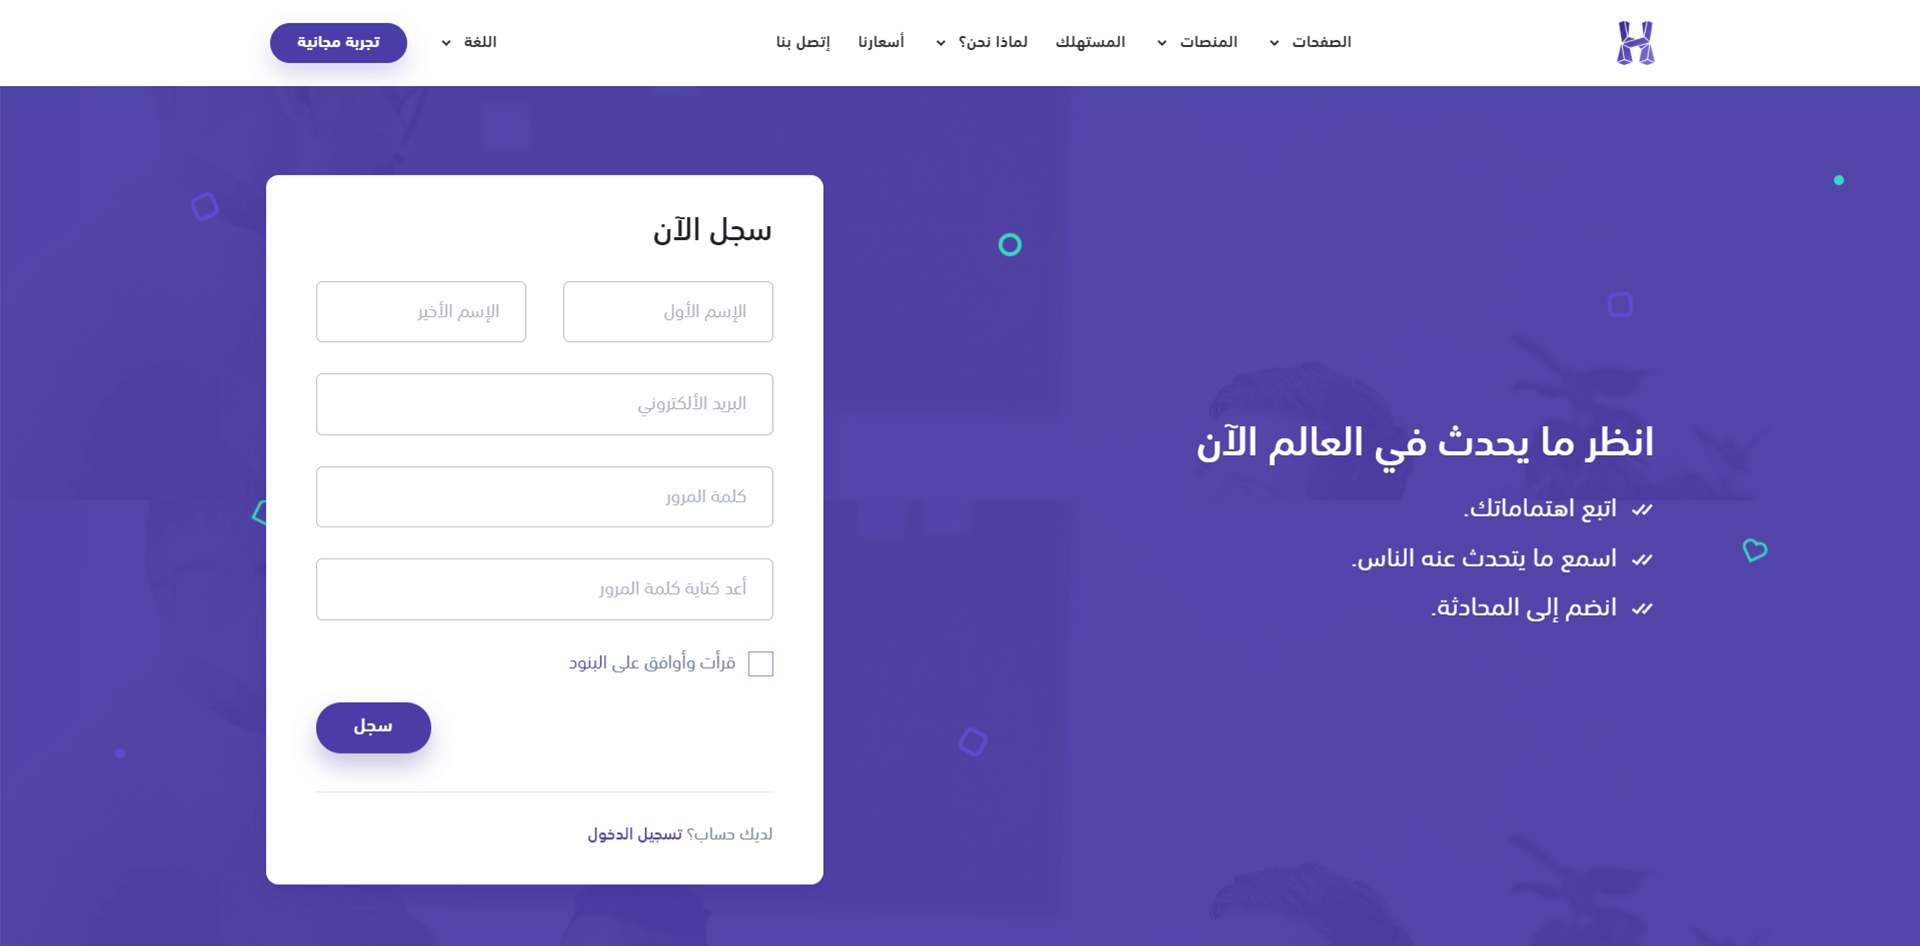 الصفحات
المنصات
المستهلك
لماذا نحن؟
أسعارنا
إتصل بنا
اللغة
تجربة مجانية
انظر ما يحدث في العالم الآن
اتبع اهتماماتك.
اسمع ما يتحدث عنه الناس.
انضم إلى المحادثة.
سجل الآن
الإسم الأول
الإسم الأخير
البريد الألكتروني
كلمة المرور
أعد كتاية كلمة المرور
قرأت وأوافق على البنود
سجل
لديك حساب؟ تسجيل الدخول